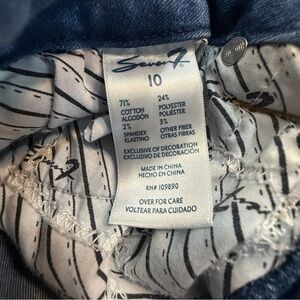 Seven7
10
71% 24%
COTTON POLYESTER
ALGODÓN POLIÉSTER
2% 3%
SPANDEX OTHER FIBER
ELASTINO OTRAS FIBRAS
EXCLUSIVE OF DECORATION
EXCLUSIVO DE DECORACIÓN
MADE IN CHINA
HECHO EN CHINA
RN# 109890
OVER FOR CARE
VOLTEAR PARA CUIDADO